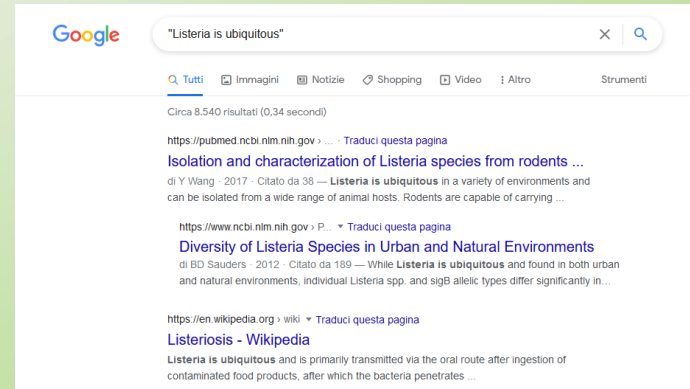 Google
"Listeria is ubiquitous"
Tutti Immagini Notizie Shopping Video Altro Strumenti
Circa 8.540 risultati (0,34 secondi)
https://pubmed.ncbi.nlm.nih.gov › ... · Traduci questa pagina
Isolation and characterization of Listeria species from rodents ...
di Y Wang · 2017 · Citato da 38 — Listeria is ubiquitous in a variety of environments and
can be isolated from a wide range of animal hosts. Rodents are capable of carrying ...
https://www.ncbi.nlm.nih.gov › P... Traduci questa pagina
Diversity of Listeria Species in Urban and Natural Environments
di BD Sauders · 2012 · Citato da 189 — While Listeria is ubiquitous and found in both urban
and natural environments, individual Listeria spp. and sigB allelic types differ significantly in...
https://en.wikipedia.org › wiki Traduci questa pagina
Listeriosis - Wikipedia
Listeria is ubiquitous and is primarily transmitted via the oral route after ingestion of
contaminated food products, after which the bacteria penetrates ...